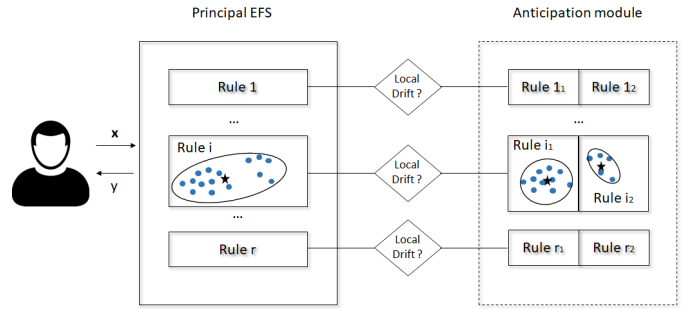 Principal EFS
Anticipation module
Rule 1
Local
Drift ?
Rule 1₁
Rule 1₂
...
...
x
y
Rule i
Local
Drift ?
Rule i₁
Rule i₂
...
Rule r
Local
Drift ?
Rule r₁
Rule r₂